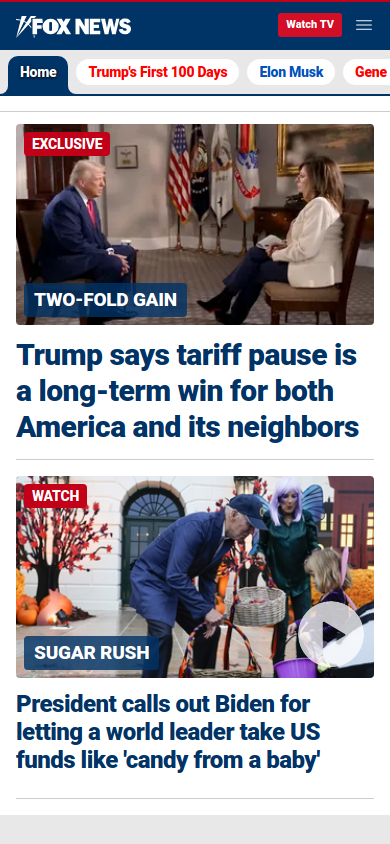 FOX NEWS
Watch TV
Home
Trump's First 100 Days
Elon Musk
Gene
EXCLUSIVE
TWO-FOLD GAIN
Trump says tariff pause is
a long-term win for both
America and its neighbors
WATCH
SUGAR RUSH
President calls out Biden for
letting a world leader take US
funds like 'candy from a baby'